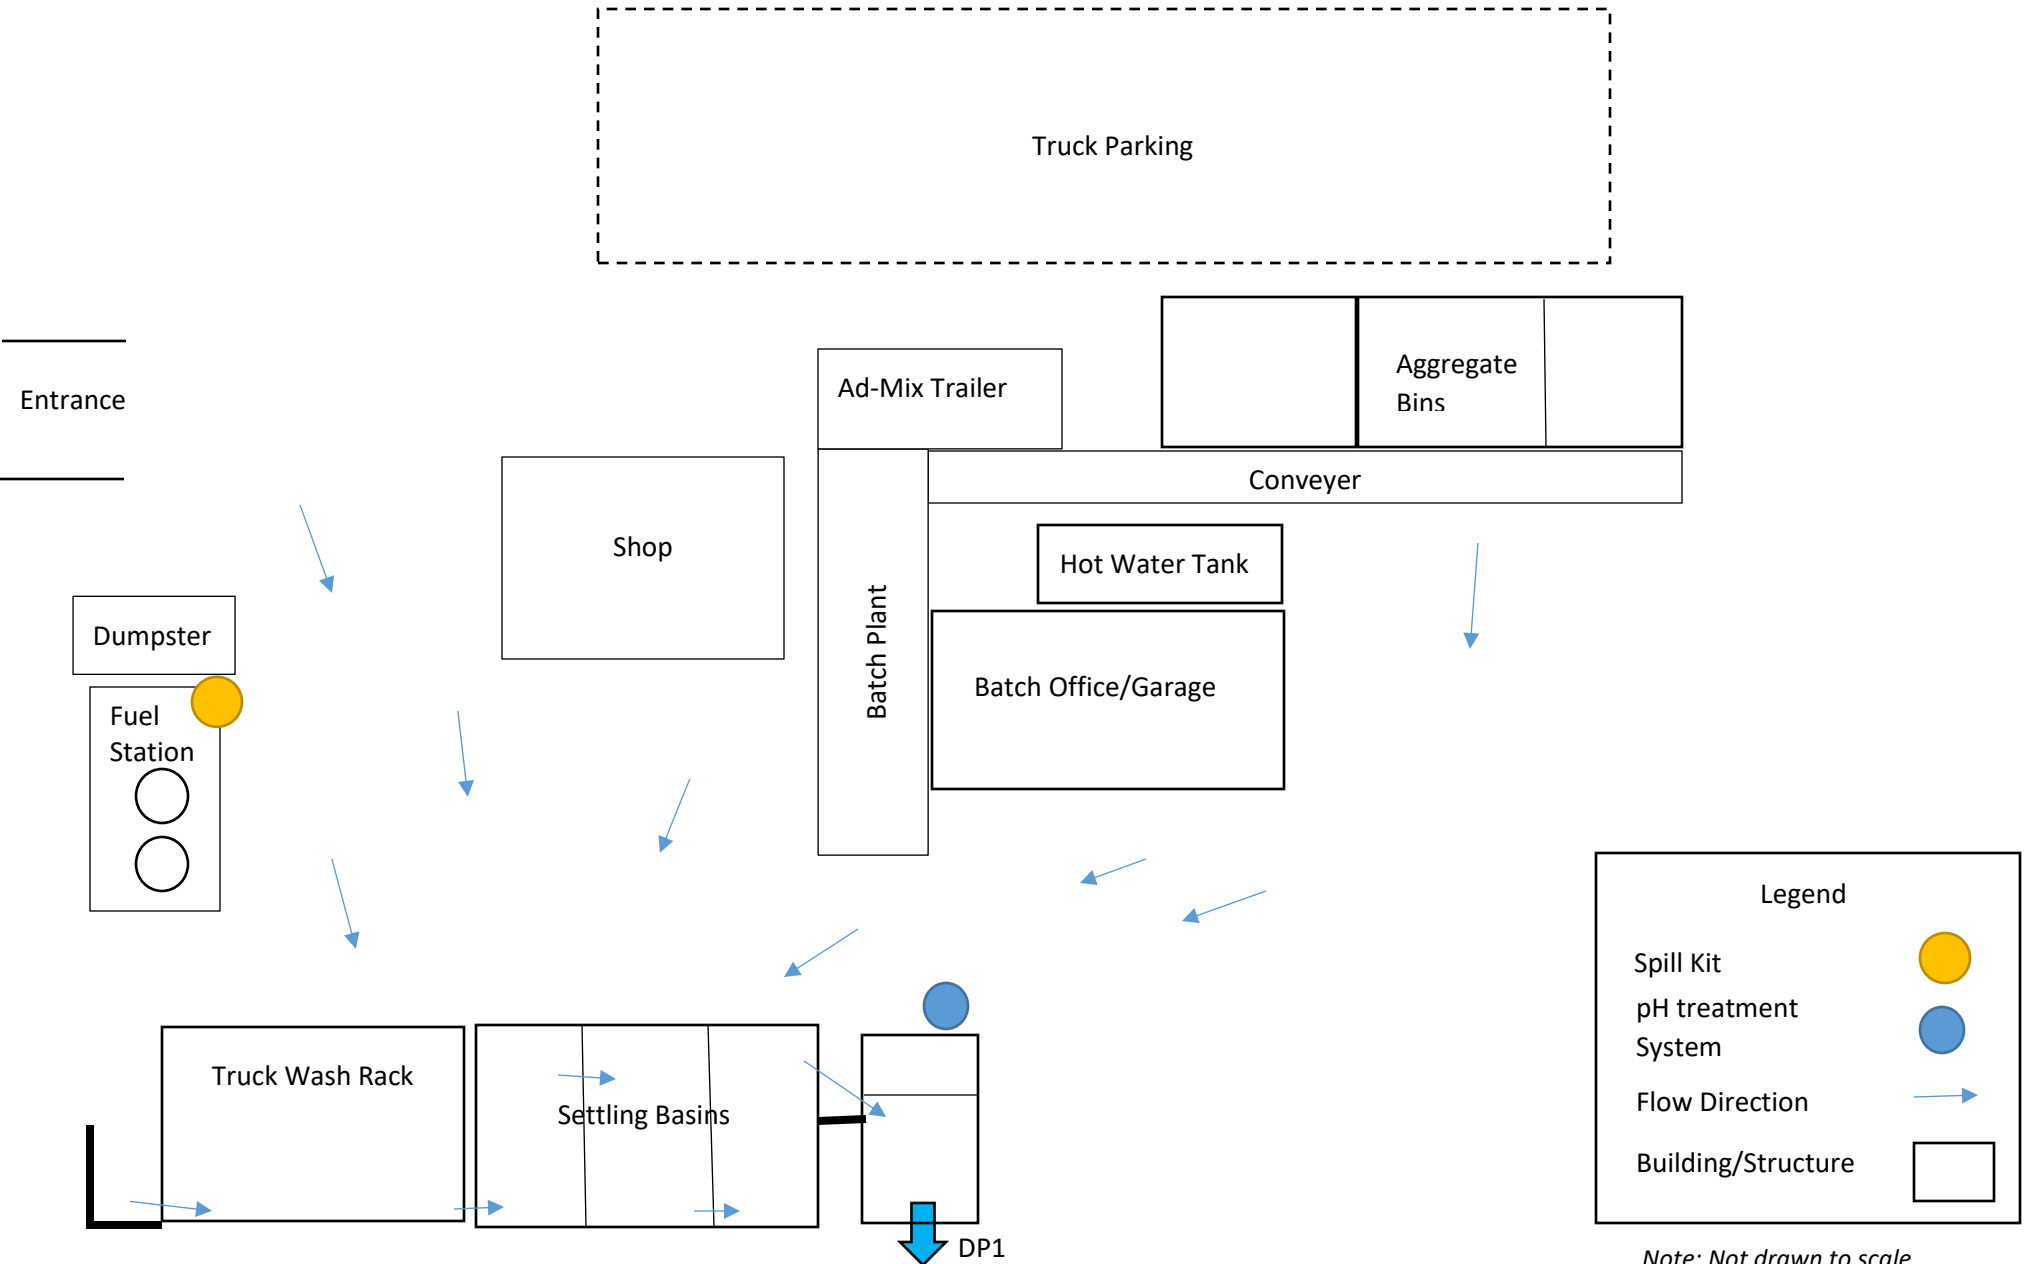 Truck Parking
Aggregate
Bins
Ad-Mix Trailer
Entrance
Conveyer
Shop
Hot Water Tank
Dumpster
Batch Plant
Batch Office/Garage
Fuel
Station
Legend
Spill Kit
pH treatment
System
Flow Direction
Building/Structure
Truck Wash Rack
Settling Basins
DP1
Note: Not drawn to scale